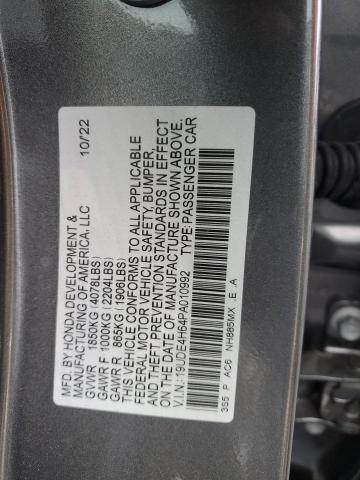 MFD. BY HONDA DEVELOPMENT &
MANUFACTURING OF AMERICA, LLC 10/22
GVWR 1850KG (4078LBS)
GAWR F 1000KG (2204LBS)
GAWR R 865KG (1906LBS)
THIS VEHICLE CONFORMS TO ALL APPLICABLE
FEDERAL MOTOR VEHICLE SAFETY, BUMPER,
AND THEFT PREVENTION STANDARDS IN EFFECT
ON THE DATE OF MANUFACTURE SHOWN ABOVE.
V.I.N: 19UDE4H64PA010992 TYPE:PASSENGER CAR
3S5 P AC6 NH885MX .E .A